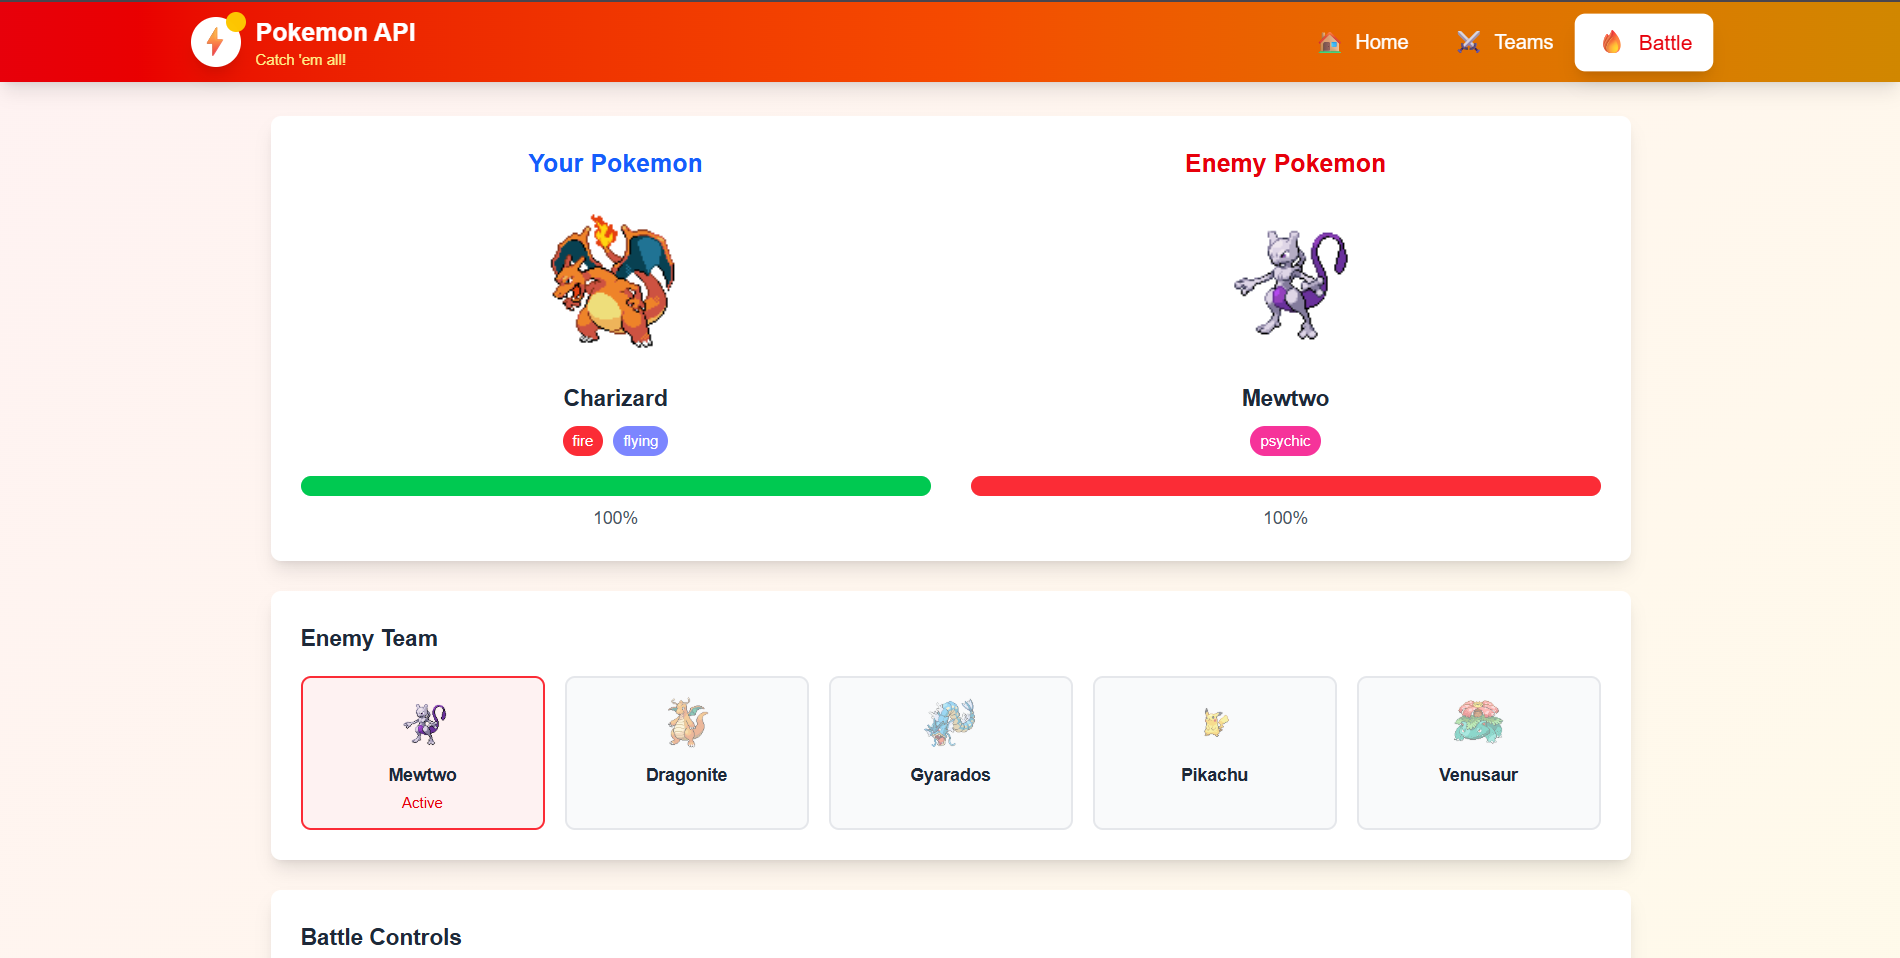 Pokemon API
Catch 'em all!
Home
Teams
Battle
Your Pokemon
Enemy Pokemon
Charizard
Mewtwo
fire
flying
psychic
100%
100%
Enemy Team
Mewtwo
Active
Dragonite
Gyarados
Pikachu
Venusaur
Battle Controls